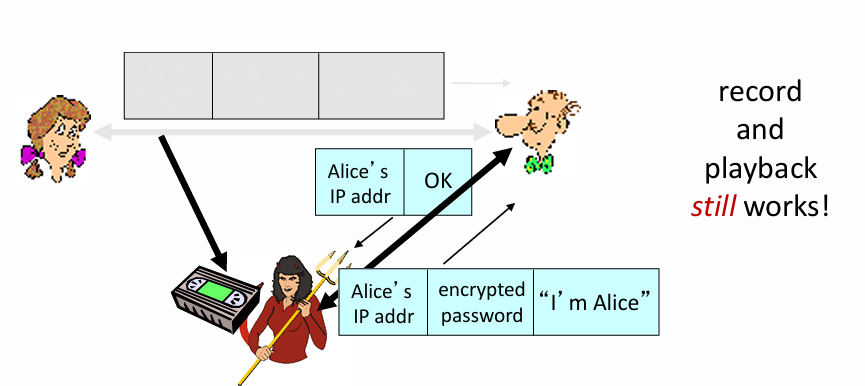 record
and
playback
still works!
Alice’s
IP addr
OK
Alice’s
IP addr
encrypted
password
“I’m Alice”